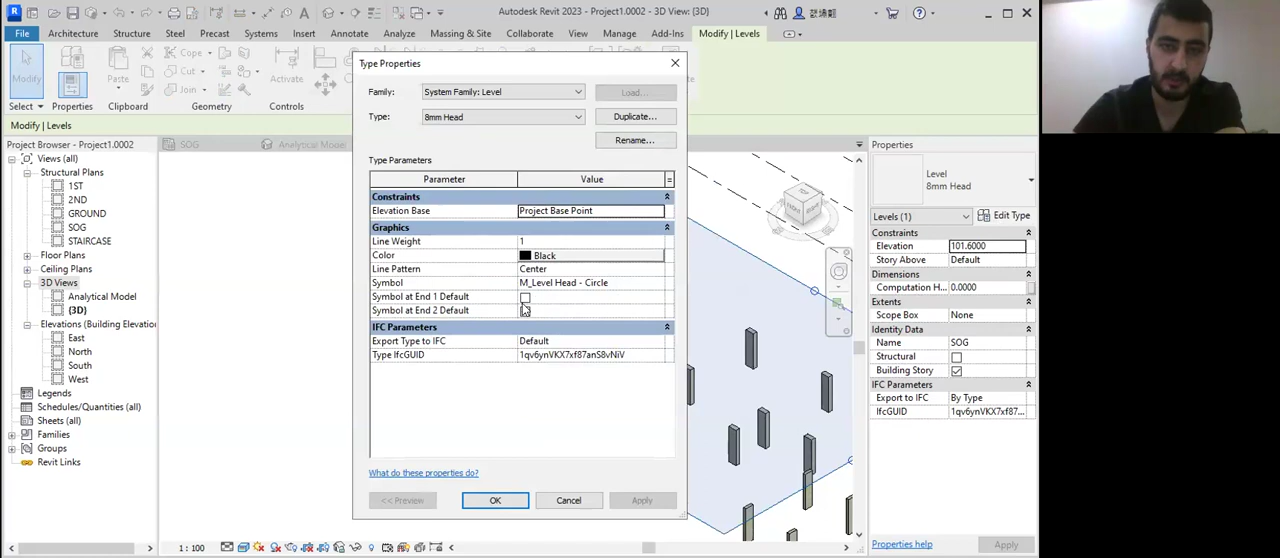 Autodesk Revit 2023 - Project1.0002 - 3D View: {3D}
File Architecture Structure Steel Precast Systems Insert Annotate Analyze Massing & Site Collaborate View Manage Add-Ins Modify | Levels
Modify
Properties
Paste
Cope
Cut
Join
Activate
Select Properties Clipboard Geometry Controls
Modify | Levels
Project Browser - Project1.0002
Views (all)
Structural Plans
1ST
2ND
GROUND
SOG
STAIRCASE
Floor Plans
Ceiling Plans
3D Views
Analytical Model
{3D}
Elevations (Building Elevation
East
North
South
West
Legends
Schedules/Quantities (all)
Sheets (all)
Families
Groups
Revit Links
SOG
Analytical Model
Type Properties
Family: System Family: Level Load...
Type: 8mm Head Duplicate...
Rename...
Type Parameters
Parameter Value =
Constraints
Elevation Base Project Base Point
Graphics
Line Weight 1
Color Black
Line Pattern Center
Symbol M_Level Head - Circle
Symbol at End 1 Default
Symbol at End 2 Default
IFC Parameters
Export Type to IFC Default
Type IfcGUID 1qv6ynVKX7xf87anS8vNiV
What do these properties do?
<< Preview OK Cancel Apply
1 : 100
Properties
Level
8mm Head
Levels (1) Edit Type
Constraints
Elevation 101.6000
Story Above Default
Dimensions
Computation H... 0.0000
Extents
Scope Box None
Identity Data
Name SOG
Structural
Building Story
IFC Parameters
Export to IFC By Type
IfcGUID 1qv6ynVKX7xf87...
Properties help Apply